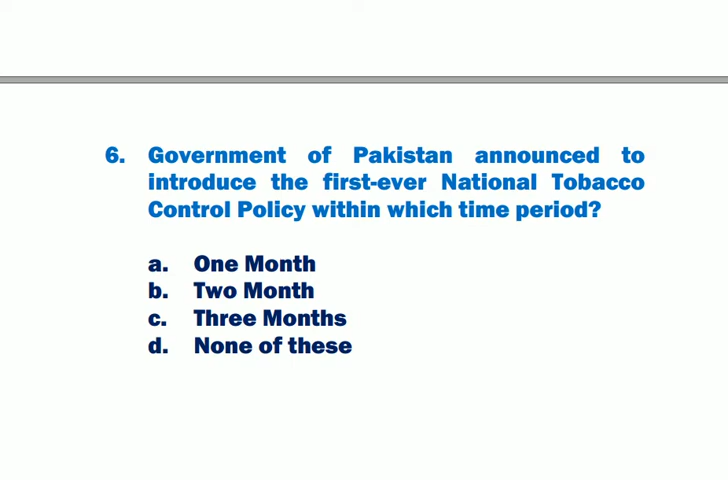 6. Government of Pakistan announced to
introduce the first-ever National Tobacco
Control Policy within which time period?
a. One Month
b. Two Month
c. Three Months
d. None of these